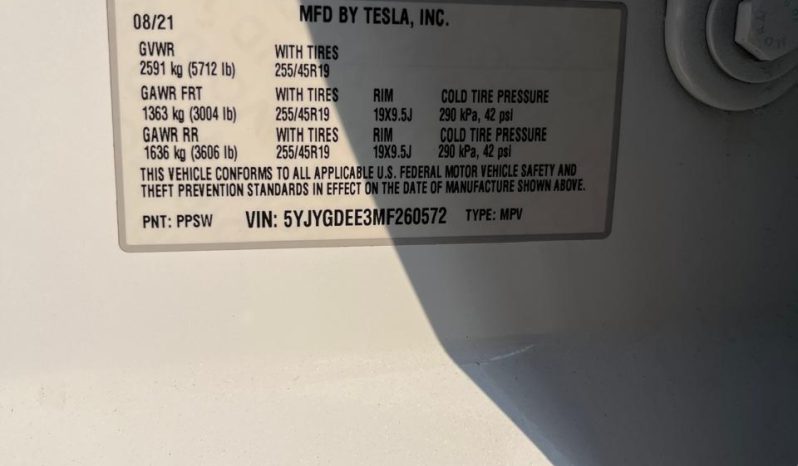 08/21 MFD BY TESLA, INC.
GVWR WITH TIRES
2591 kg (5712 lb) 255/45R19
GAWR FRT WITH TIRES RIM COLD TIRE PRESSURE
1363 kg (3004 lb) 255/45R19 19X9.5J 290 kPa, 42 psi
GAWR RR WITH TIRES RIM COLD TIRE PRESSURE
1636 kg (3606 lb) 255/45R19 19X9.5J 290 kPa, 42 psi
THIS VEHICLE CONFORMS TO ALL APPLICABLE U.S. FEDERAL MOTOR VEHICLE SAFETY AND
THEFT PREVENTION STANDARDS IN EFFECT ON THE DATE OF MANUFACTURE SHOWN ABOVE.
PNT: PPSW VIN: 5YJYGDEE3MF260572 TYPE: MPV